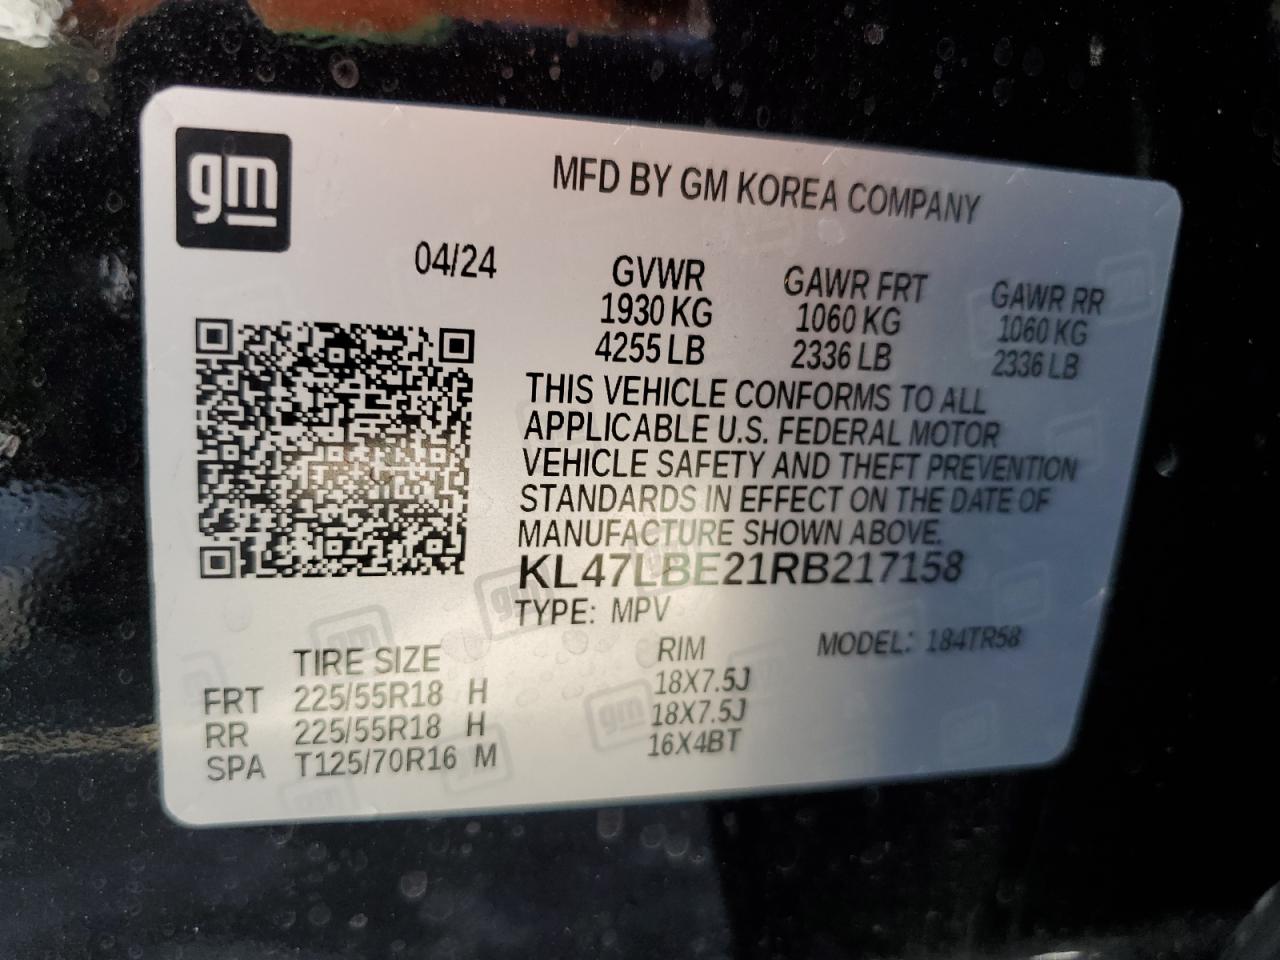 gm
MFD BY GM KOREA COMPANY
04/24
GVWR GAWR FRT GAWR RR
1930 KG 1060 KG 1060 KG
4255 LB 2336 LB 2336 LB
THIS VEHICLE CONFORMS TO ALL
APPLICABLE U.S. FEDERAL MOTOR
VEHICLE SAFETY AND THEFT PREVENTION
STANDARDS IN EFFECT ON THE DATE OF
MANUFACTURE SHOWN ABOVE.
KL47LBE21RB217158
TYPE: MPV MODEL: 184TR58
TIRE SIZE RIM
FRT 225/55R18 H 18X7.5J
RR 225/55R18 H 18X7.5J
SPA T125/70R16 M 16X4BT